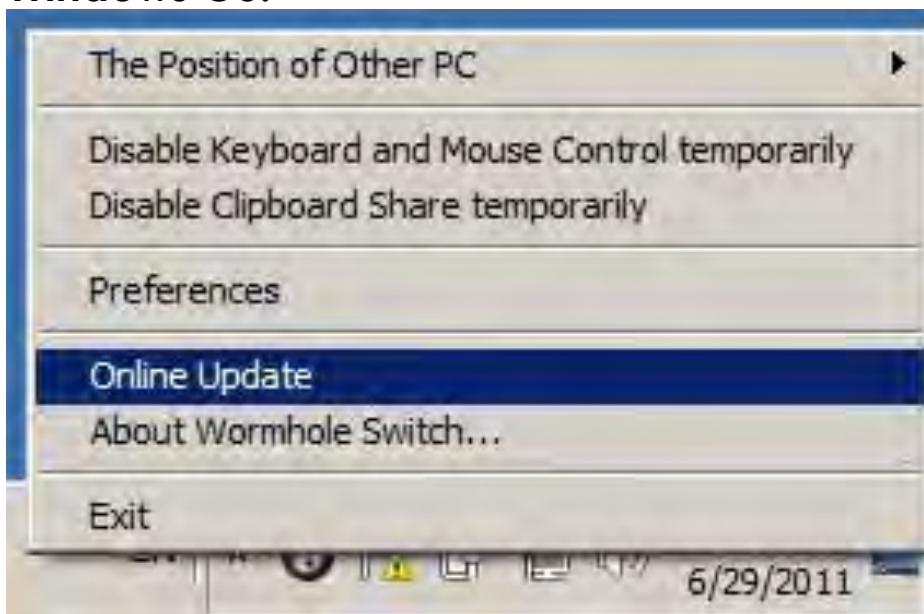 The Position of Other PC
Disable Keyboard and Mouse Control temporarily
Disable Clipboard Share temporarily
Preferences
Online Update
About Wormhole Switch...
Exit
6/29/2011